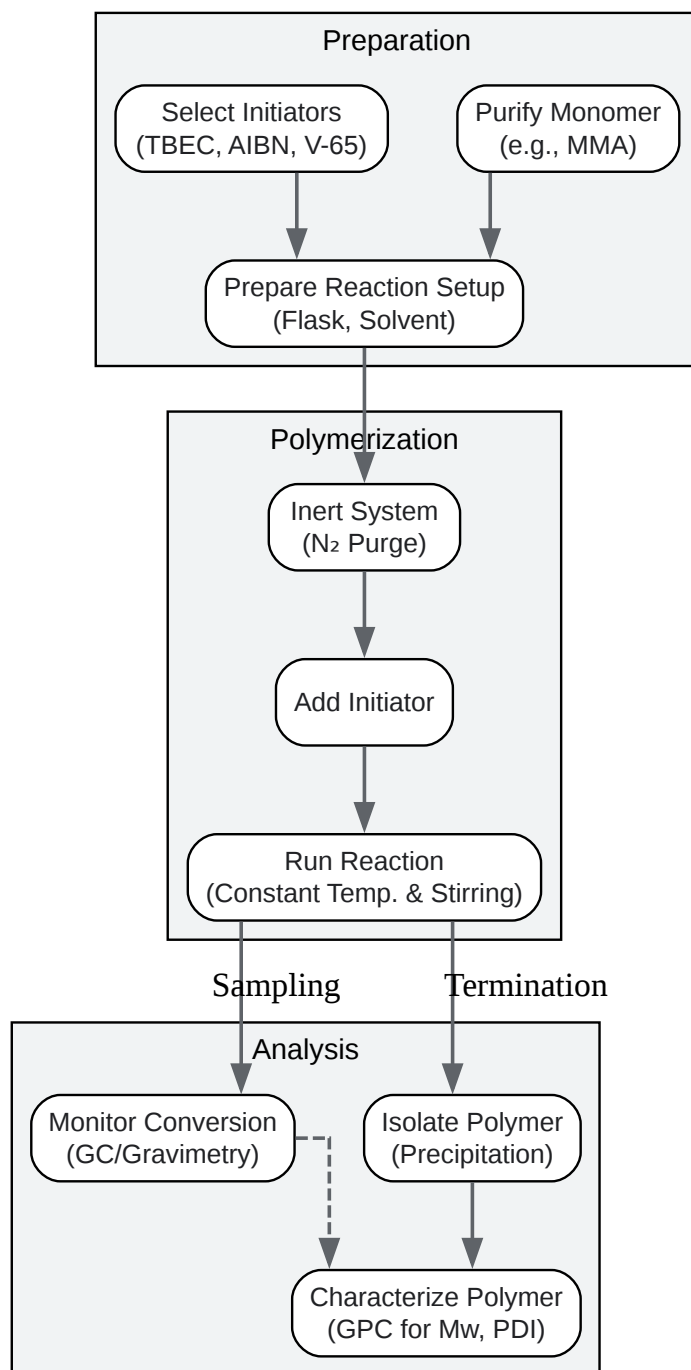 Preparation
Select Initiators
(TBEC, AIBN, V-65)
Purify Monomer
(e.g., MMA)
Prepare Reaction Setup
(Flask, Solvent)
Polymerization
Inert System
(N₂ Purge)
Add Initiator
Run Reaction
(Constant Temp. & Stirring)
Sampling
Termination
Analysis
Monitor Conversion
(GC/Gravimetry)
Isolate Polymer
(Precipitation)
Characterize Polymer
(GPC for Mw, PDI)